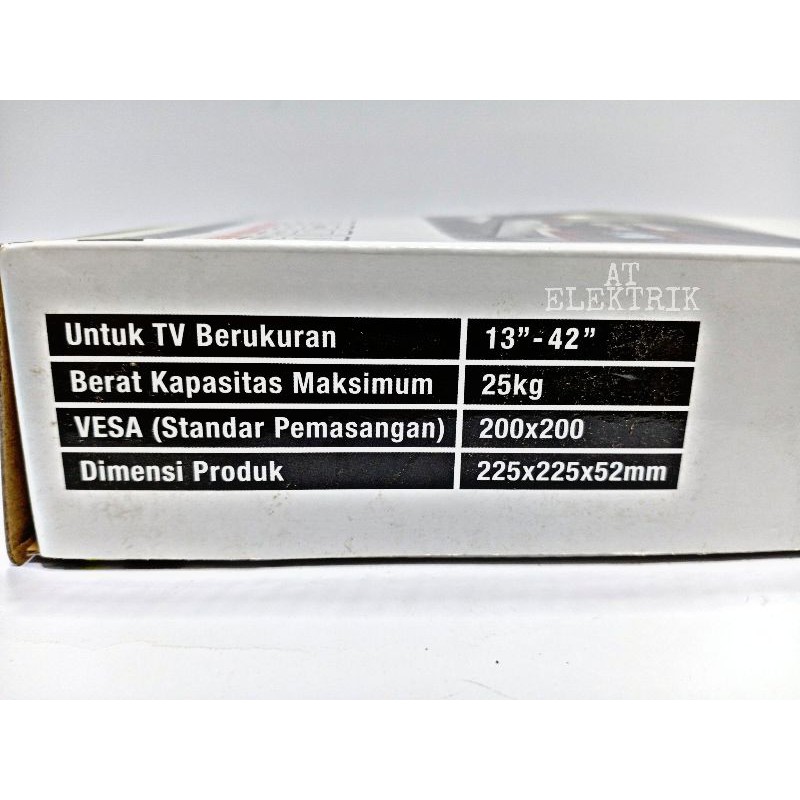 AT
ELEKTRIK
Untuk TV Berukuran 13”-42”
Berat Kapasitas Maksimum 25kg
VESA (Standar Pemasangan) 200x200
Dimensi Produk 225x225x52mm